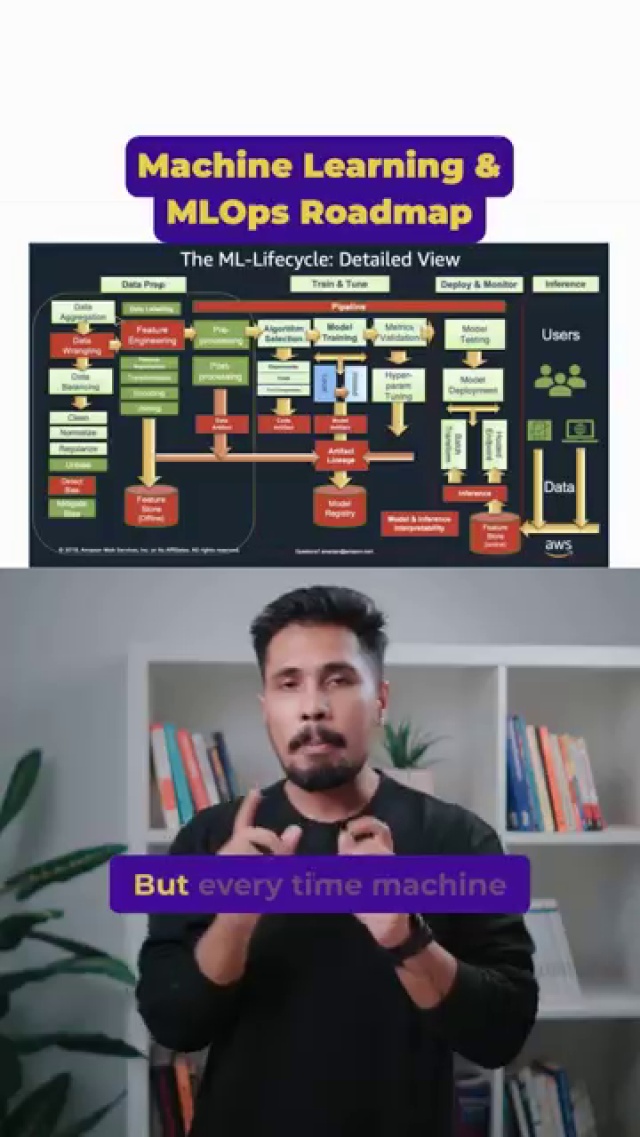 Machine Learning &
MLOps Roadmap
The ML-Lifecycle: Detailed View
Data Prep
Train & Tune
Deploy & Monitor
Inference
Pipeline
Data
Aggregation
Data
Wrangling
Data
Balancing
Clean
Normalize
Regularize
Unbias
Detect
Bias
Mitigate
Bias
Data Labeling
Feature
Engineering
Feature
Store
(Offline)
Pre-
processing
Post-
processing
Data
Artifact
Algorithm
Selection
Code
Artifact
Model
Training
Model
Artifact
Artifact
Lineage
Model
Registry
Metrics
Validation
Hyper-
param
Tuning
Model & Inference
Interpretability
Model
Testing
Model
Deployment
Batch
Transform
Hosted
Endpoint
Inference
Feature
Store
Users
Data
aws
But every time machine